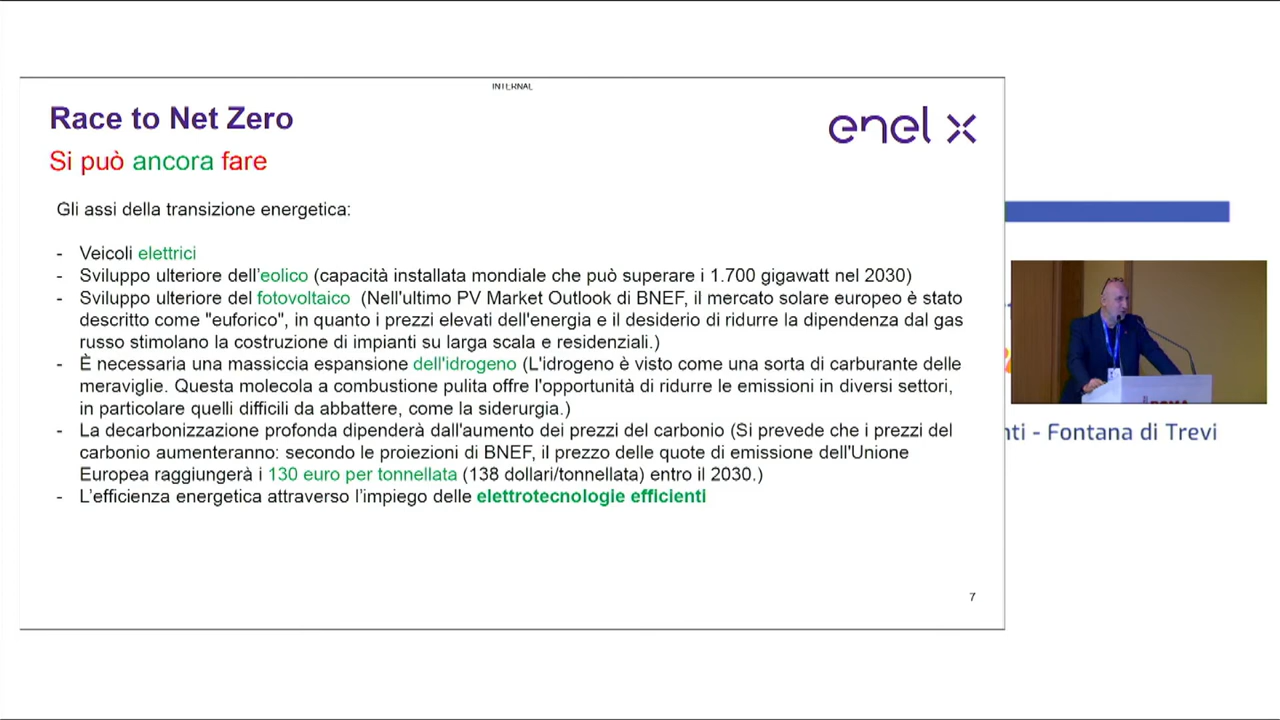 INTERNAL
Race to Net Zero
enel x
Si può ancora fare
Gli assi della transizione energetica:
- Veicoli elettrici
- Sviluppo ulteriore dell'eolico (capacità installata mondiale che può superare i 1.700 gigawatt nel 2030)
- Sviluppo ulteriore del fotovoltaico (Nell'ultimo PV Market Outlook di BNEF, il mercato solare europeo è stato
descritto come "euforico", in quanto i prezzi elevati dell'energia e il desiderio di ridurre la dipendenza dal gas
russo stimolano la costruzione di impianti su larga scala e residenziali.)
- È necessaria una massiccia espansione dell'idrogeno (L'idrogeno è visto come una sorta di carburante delle
meraviglie. Questa molecola a combustione pulita offre l'opportunità di ridurre le emissioni in diversi settori,
in particolare quelli difficili da abbattere, come la siderurgia.)
- La decarbonizzazione profonda dipenderà dall'aumento dei prezzi del carbonio (Si prevede che i prezzi del
carbonio aumenteranno: secondo le proiezioni di BNEF, il prezzo delle quote di emissione dell'Unione
Europea raggiungerà i 130 euro per tonnellata (138 dollari/tonnellata) entro il 2030.)
- L'efficienza energetica attraverso l'impiego delle elettrotecnologie efficienti
7
nti - Fontana di Trevi